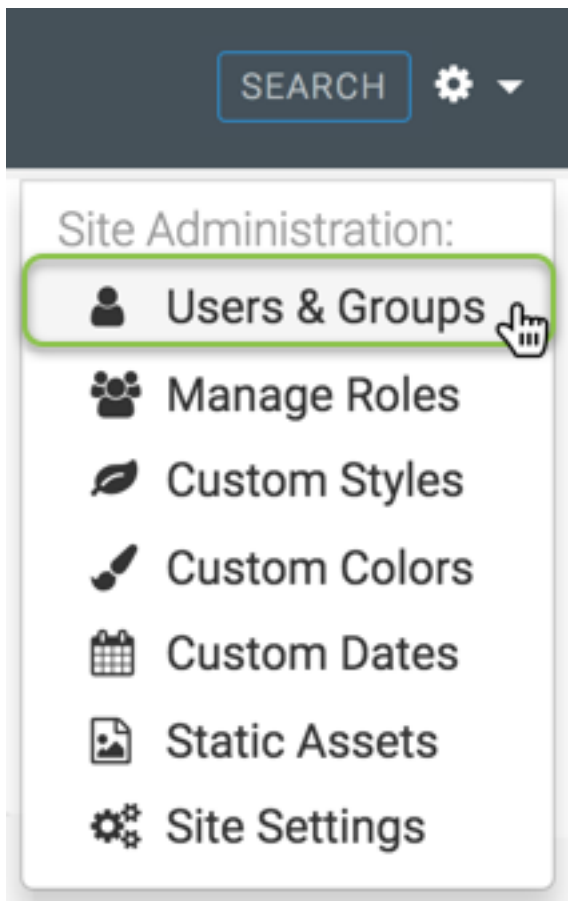 SEARCH
Site Administration:
Users & Groups
Manage Roles
Custom Styles
Custom Colors
Custom Dates
Static Assets
Site Settings